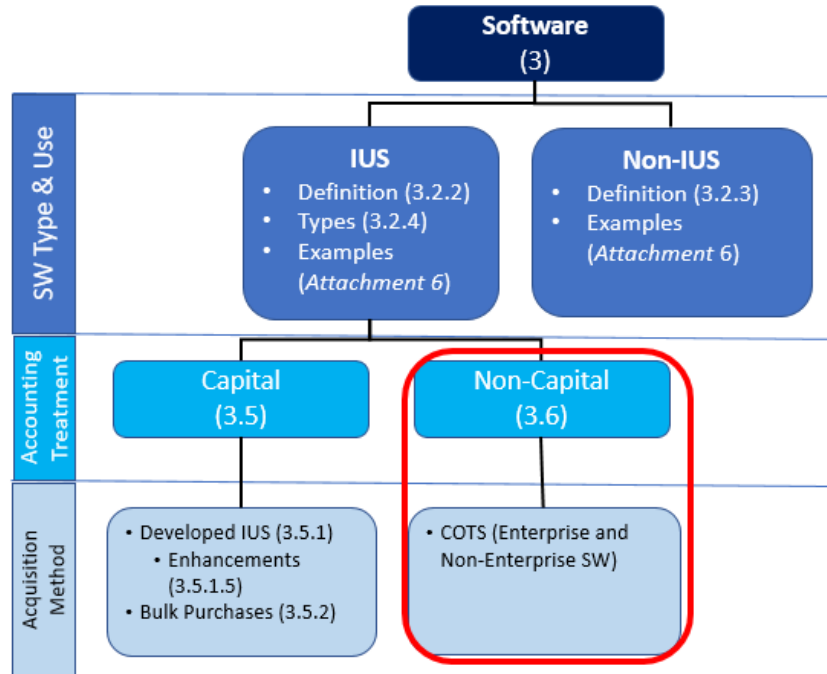 Software
(3)
SW Type & Use
IUS
• Definition (3.2.2)
• Types (3.2.4)
• Examples
(Attachment 6)
Non-IUS
• Definition (3.2.3)
• Examples
(Attachment 6)
Accounting
Treatment
Capital
(3.5)
Non-Capital
(3.6)
Acquisition
Method
• Developed IUS (3.5.1)
• Enhancements
(3.5.1.5)
• Bulk Purchases (3.5.2)
• COTS (Enterprise and
Non-Enterprise SW)